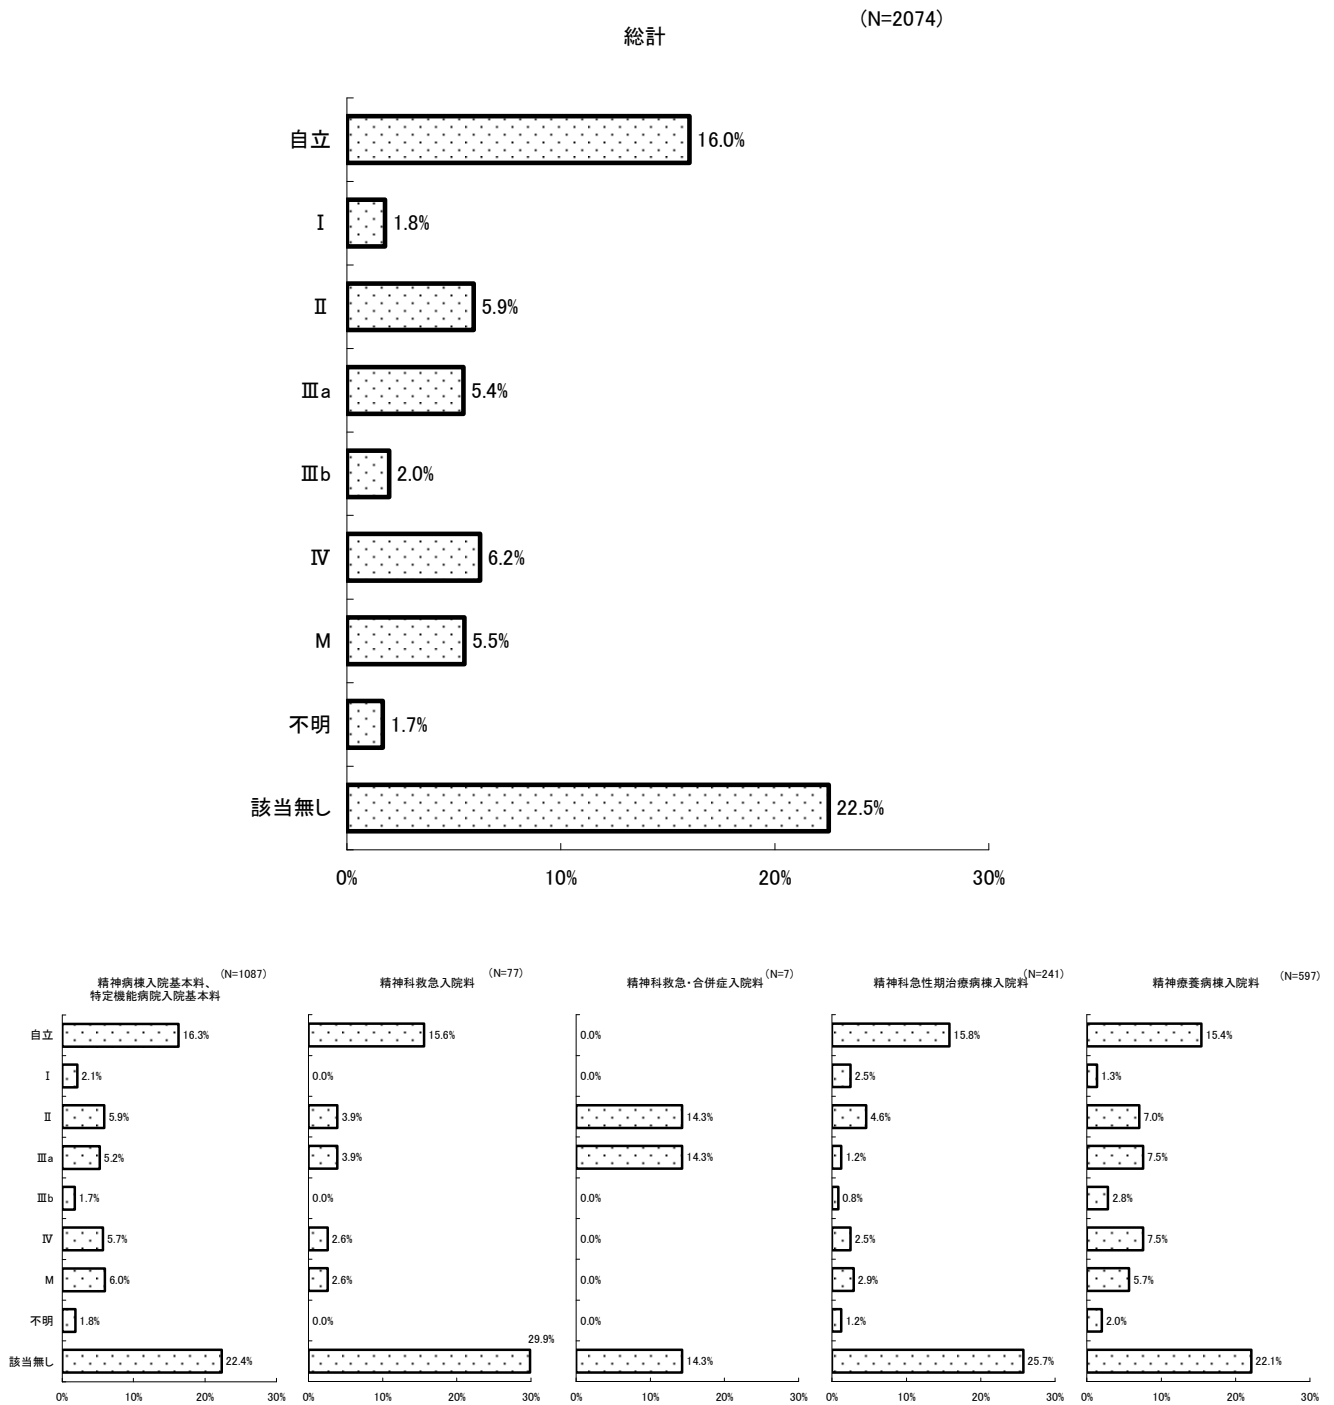 総計
(N=2074)
自立
16.0%
Ⅰ
1.8%
Ⅱ
5.9%
Ⅲa
5.4%
Ⅲb
2.0%
Ⅳ
6.2%
M
5.5%
不明
1.7%
該当無し
22.5%
0% 10% 20% 30%
精神病棟入院基本料、
特定機能病院入院基本料
(N=1087)
自立 16.3%
Ⅰ 2.1%
Ⅱ 5.9%
Ⅲa 5.2%
Ⅲb 1.7%
Ⅳ 5.7%
M 6.0%
不明 1.8%
該当無し 22.4%
0% 10% 20% 30%
精神科救急入院料
(N=77)
15.6%
0.0%
3.9%
3.9%
0.0%
2.6%
2.6%
0.0%
29.9%
0% 10% 20% 30%
精神科救急・合併症入院料
(N=7)
0.0%
0.0%
14.3%
14.3%
0.0%
0.0%
0.0%
0.0%
14.3%
0% 10% 20% 30%
精神科急性期治療病棟入院料
(N=241)
15.8%
2.5%
4.6%
1.2%
0.8%
2.5%
2.9%
1.2%
25.7%
0% 10% 20% 30%
精神療養病棟入院料
(N=597)
15.4%
1.3%
7.0%
7.5%
2.8%
7.5%
5.7%
2.0%
22.1%
0% 10% 20% 30%